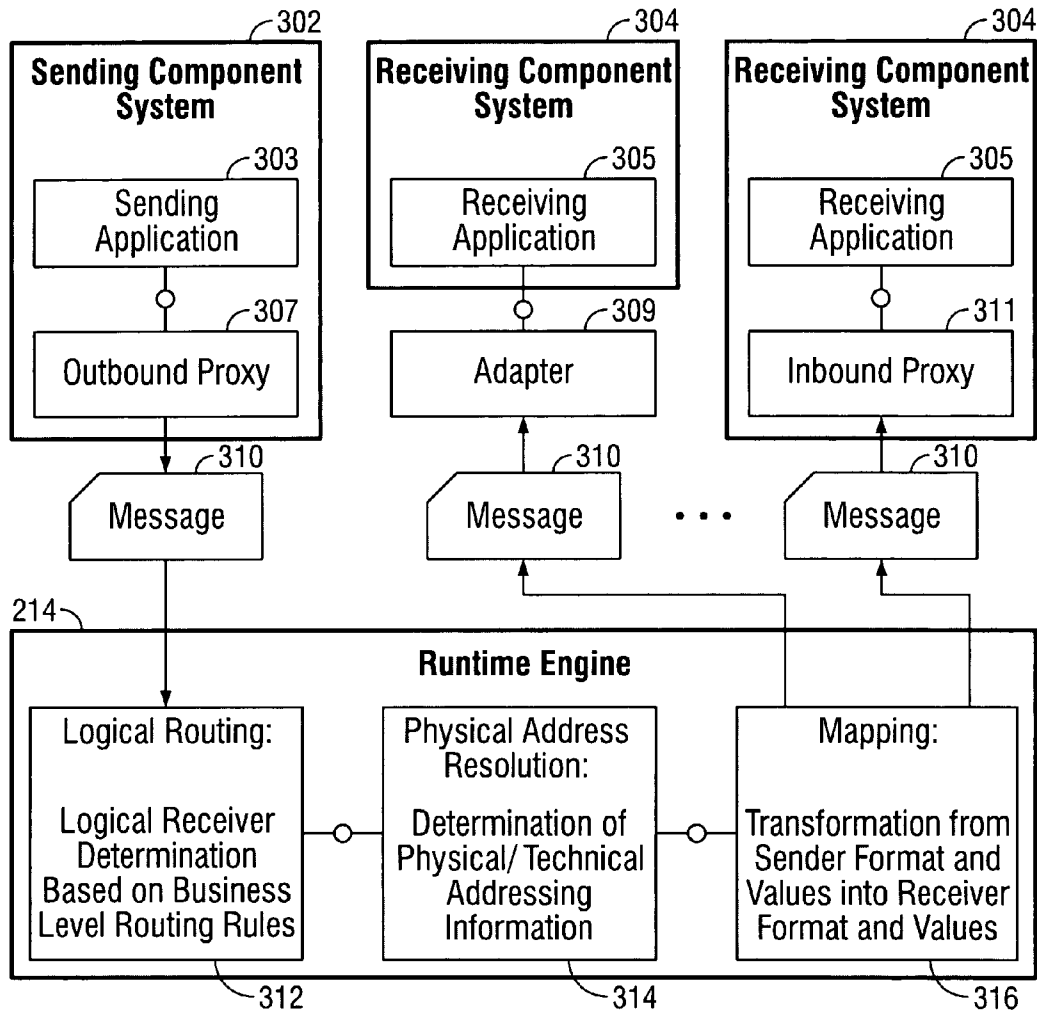 302
Sending Component
System
303
Sending
Application
307
Outbound Proxy
310
Message
304
Receiving Component
System
305
Receiving
Application
309
Adapter
310
Message
• • •
304
Receiving Component
System
305
Receiving
Application
311
Inbound Proxy
310
Message
214
Runtime Engine
Logical Routing:
Logical Receiver
Determination
Based on Business
Level Routing Rules
312
Physical Address
Resolution:
Determination of
Physical/ Technical
Addressing
Information
314
Mapping:
Transformation from
Sender Format and
Values into Receiver
Format and Values
316